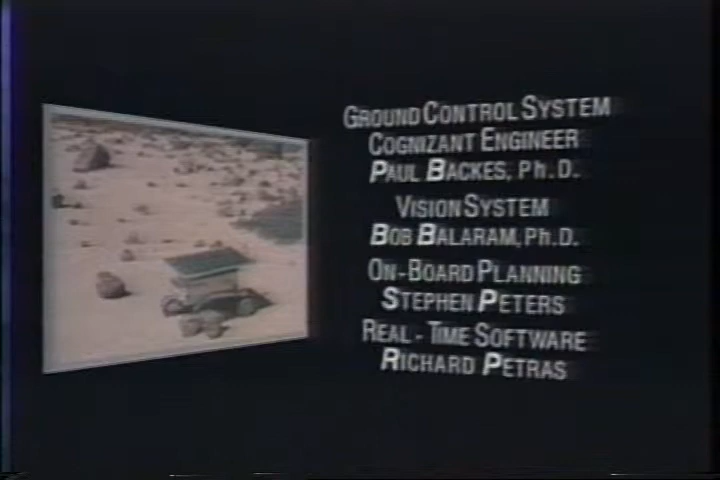 Ground Control System
Cognizant Engineer
Paul Backes, Ph.D.
Vision System
Bob Balaram, Ph.D.
On-Board Planning
Stephen Peters
Real-Time Software
Richard Petras